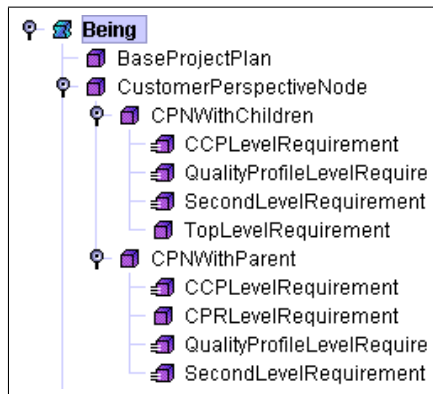 Being
BaseProjectPlan
CustomerPerspectiveNode
CPNWithChildren
CCPLevelRequirement
QualityProfileLevelRequire
SecondLevelRequirement
TopLevelRequirement
CPNWithParent
CCPLevelRequirement
CPRLevelRequirement
QualityProfileLevelRequire
SecondLevelRequirement